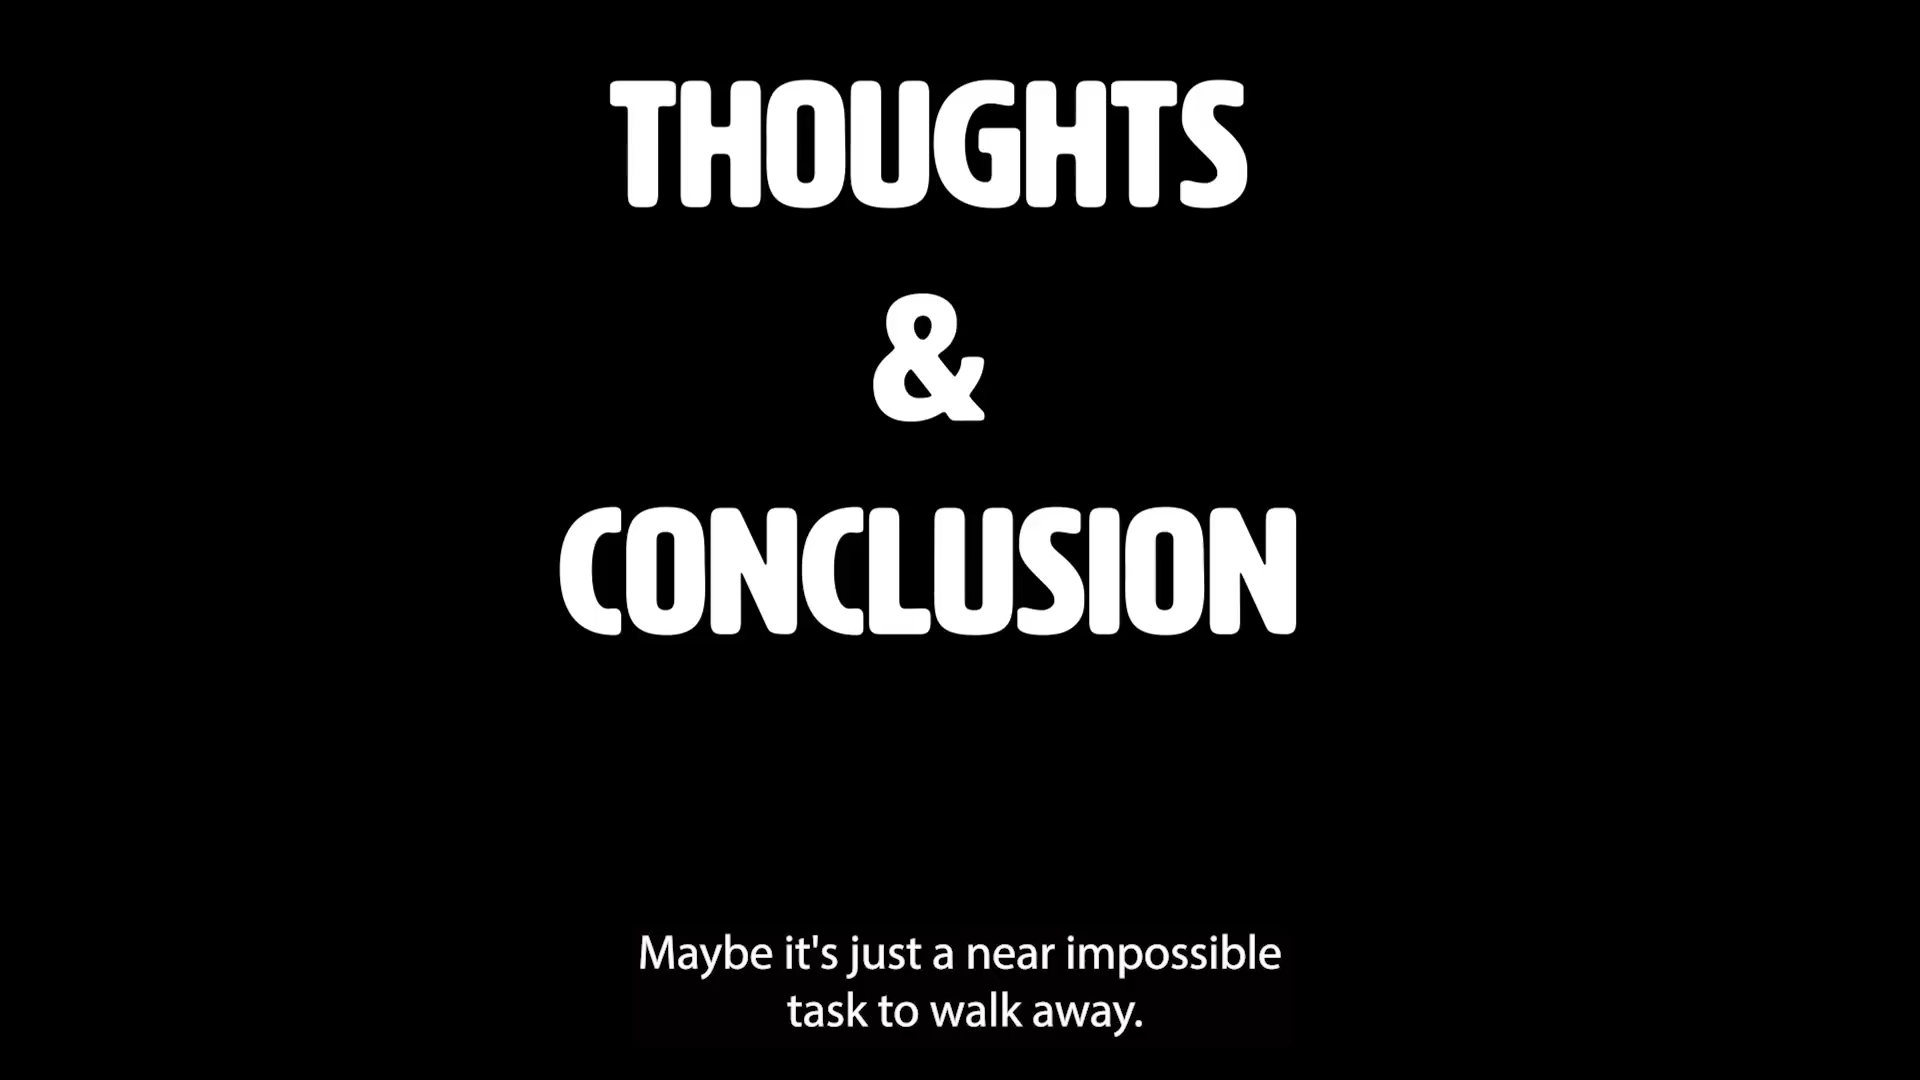 THOUGHTS
&
CONCLUSION
Maybe it's just a near impossible
task to walk away.